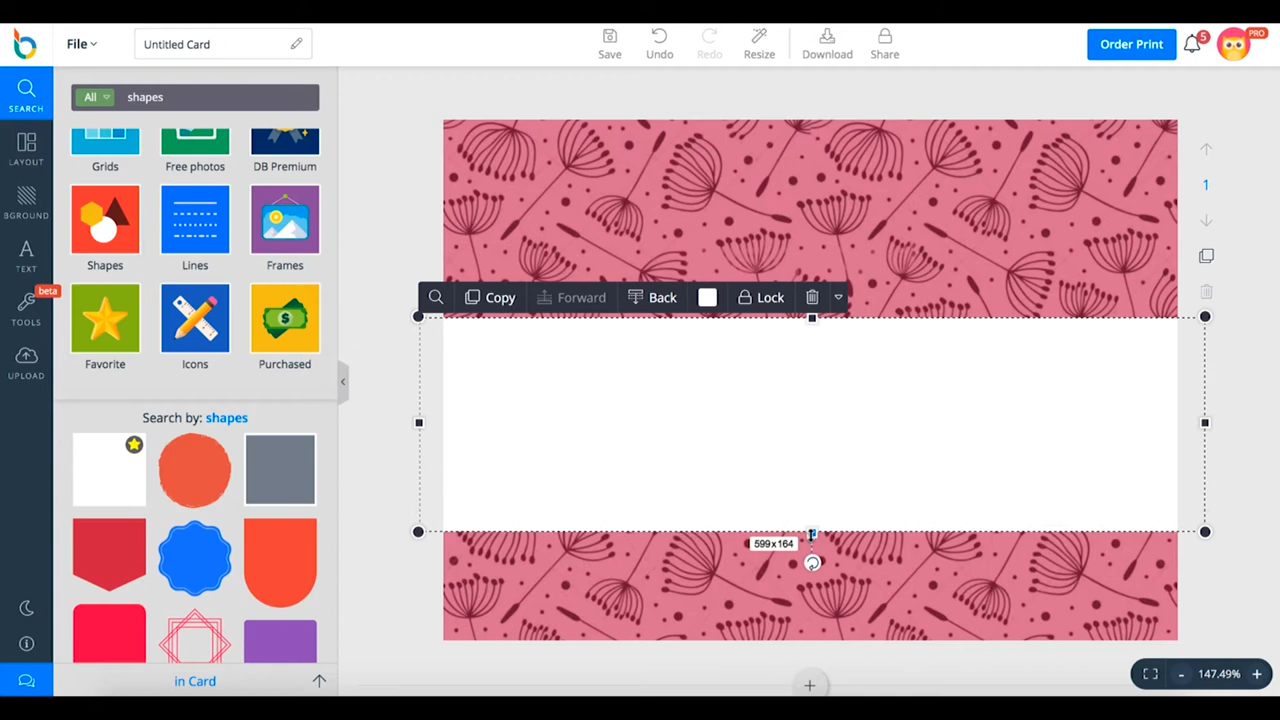 File
Untitled Card
Save
Undo
Redo
Resize
Download
Share
Order Print
5
PRO
SEARCH
LAYOUT
BGROUND
TEXT
beta
TOOLS
UPLOAD
All
shapes
Grids
Free photos
DB Premium
Shapes
Lines
Frames
Favorite
Icons
Purchased
Search by: shapes
in Card
Copy
Forward
Back
Lock
599x164
1
- 147.49% +